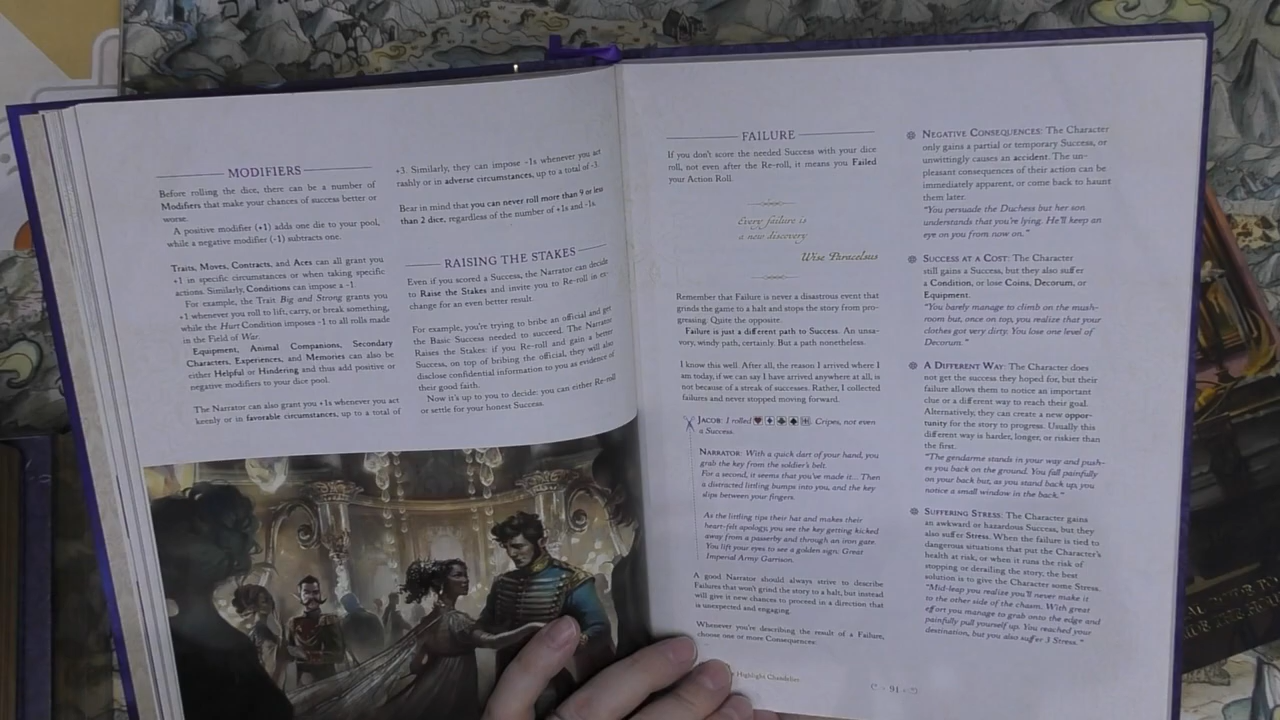 MODIFIERS
Before rolling the dice, there can be a number of
Modifiers that make your chances of success better or
worse.
A positive modifier (+1) adds one die to your pool,
while a negative modifier (-1) subtracts one.
Traits, Moves, Contracts, and Aces can all grant you
+1 in specific circumstances or when taking specific
actions. Similarly, Conditions can impose a -1.
For example, the Trait Big and Strong grants you
+1 whenever you roll to lift, carry, or break something,
while the Hurt Condition imposes -1 to all rolls made
in the Field of War.
Equipment, Animal Companions, Secondary
Characters, Experiences, and Memories can also be
either Helpful or Hindering and thus add positive or
negative modifiers to your dice pool.
The Narrator can also grant you +1s whenever you act
keenly or in favorable circumstances, up to a total of
+3. Similarly, they can impose -1s whenever you act
rashly or in adverse circumstances, up to a total of -3.
Bear in mind that you can never roll more than 9 or less
than 2 dice, regardless of the number of +1s and -1s.
RAISING THE STAKES
Even if you scored a Success, the Narrator can decide
to Raise the Stakes and invite you to Re-roll in ex-
change for an even better result.
For example, you're trying to bribe an official and get
the Basic Success needed to succeed. The Narrator
Raises the Stakes: if you Re-roll and gain a better
Success, on top of bribing the official, they will also
disclose confidential information to you as evidence of
their good faith.
Now it's up to you to decide: you can either Re-roll
or settle for your honest Success.
FAILURE
If you don't score the needed Success with your dice
roll, not even after the Re-roll, it means you Failed
your Action Roll.
Every failure is
a new discovery
Wise Paracelsus
Remember that Failure is never a disastrous event that
grinds the game to a halt and stops the story from pro-
gressing. Quite the opposite.
Failure is just a different path to Success. An unsa-
vory, windy path, certainly. But a path nonetheless.
I know this well. After all, the reason I arrived where I
am today, if we can say I have arrived anywhere at all, is
not because of a streak of successes. Rather, I collected
failures and never stopped moving forward.
JACOB: I rolled . Cripes, not even
a Success.
NARRATOR: With a quick dart of your hand, you
grab the key from the soldier's belt.
For a second, it seems that you've made it... Then
a distracted littling bumps into you, and the key
slips between your fingers.
As the littling tips their hat and makes their
heart-felt apology, you see the key getting kicked
away from a passerby and through an iron gate.
You lift your eyes to see a golden sign: Great
Imperial Army Garrison.
A good Narrator should always strive to describe
Failures that won't grind the story to a halt, but instead
will give it new chances to proceed in a direction that
is unexpected and engaging.
Whenever you're describing the result of a Failure,
choose one or more Consequences:
Highlight Chandelier
91
NEGATIVE CONSEQUENCES: The Character
only gains a partial or temporary Success, or
unwittingly causes an accident. The un-
pleasant consequences of their action can be
immediately apparent, or come back to haunt
them later.
"You persuade the Duchess but her son
understands that you're lying. He'll keep an
eye on you from now on."
SUCCESS AT A COST: The Character
still gains a Success, but they also suffer
a Condition, or lose Coins, Decorum, or
Equipment.
"You barely manage to climb on the mush-
room but, once on top, you realize that your
clothes got very dirty. You lose one level of
Decorum."
A DIFFERENT WAY: The Character does
not get the success they hoped for, but their
failure allows them to notice an important
clue or a different way to reach their goal.
Alternatively, they can create a new oppor-
tunity for the story to progress. Usually this
different way is harder, longer, or riskier than
the first.
"The gendarme stands in your way and push-
es you back on the ground. You fall painfully
on your back but, as you stand back up, you
notice a small window in the back."
SUFFERING STRESS: The Character gains
an awkward or hazardous Success, but they
also suffer Stress. When the failure is tied to
dangerous situations that put the Character's
health at risk, or when it runs the risk of
stopping or derailing the story, the best
solution is to give the Character some Stress.
"Mid-leap you realize you'll never make it
to the other side of the chasm. With great
effort you manage to grab onto the edge and
painfully pull yourself up. You reached your
destination, but you also suffer 3 Stress."